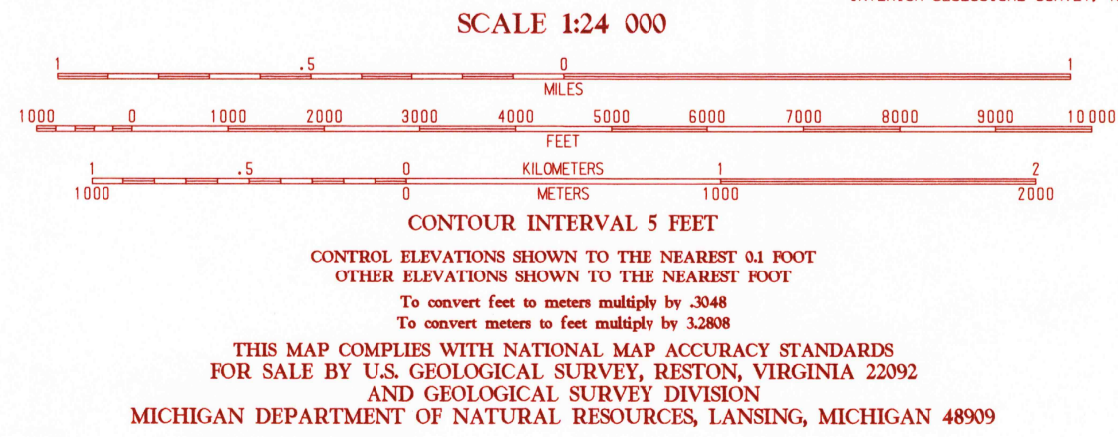 SCALE 1:24 000
1 .5 0 1
MILES
1000 0 1000 2000 3000 4000 5000 6000 7000 8000 9000 10 000
FEET
1 .5 0 KILOMETERS 1 2
1000 0 METERS 1000 2000
CONTOUR INTERVAL 5 FEET
CONTROL ELEVATIONS SHOWN TO THE NEAREST 0.1 FOOT
OTHER ELEVATIONS SHOWN TO THE NEAREST FOOT
To convert feet to meters multiply by .3048
To convert meters to feet multiply by 3.2808
THIS MAP COMPLIES WITH NATIONAL MAP ACCURACY STANDARDS
FOR SALE BY U.S. GEOLOGICAL SURVEY, RESTON, VIRGINIA 22092
AND GEOLOGICAL SURVEY DIVISION
MICHIGAN DEPARTMENT OF NATURAL RESOURCES, LANSING, MICHIGAN 48909